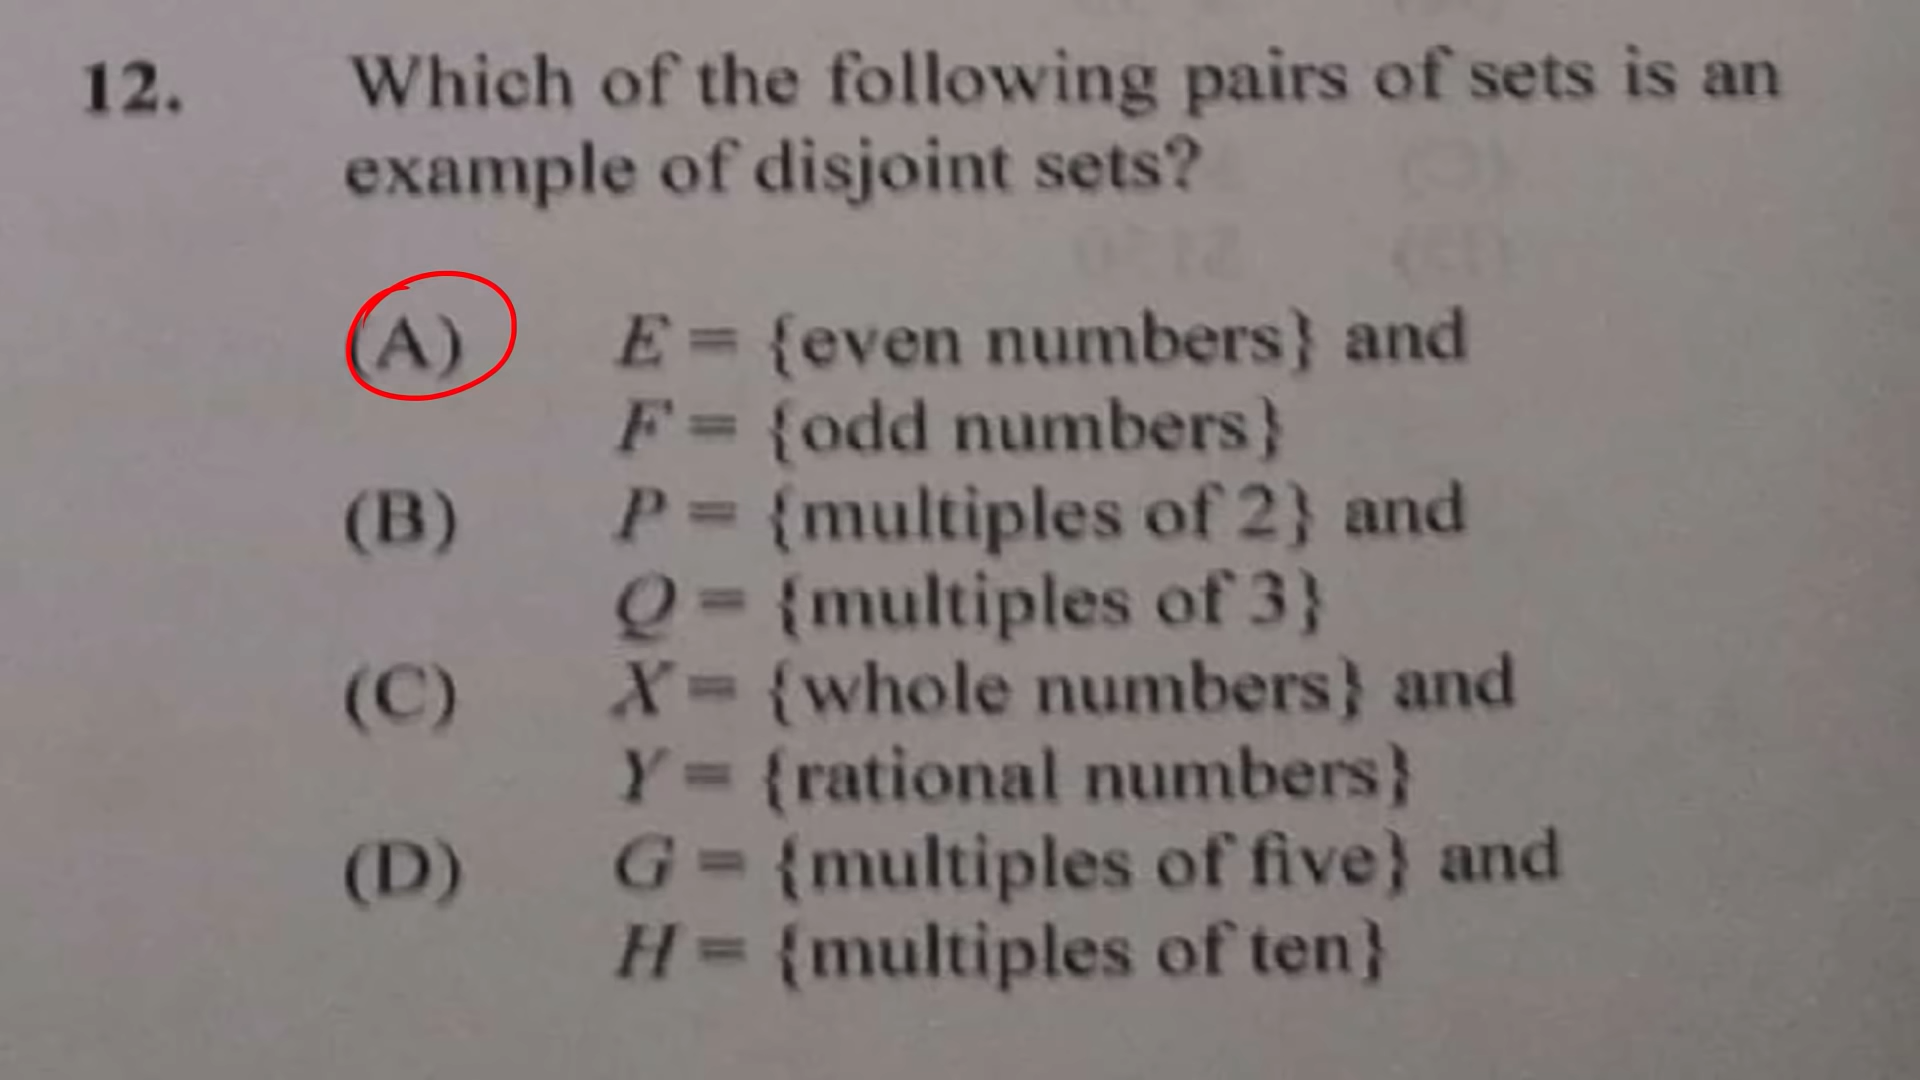 12. Which of the following pairs of sets is an
example of disjoint sets?
(A) E = {even numbers} and
F = {odd numbers}
(B) P = {multiples of 2} and
Q = {multiples of 3}
(C) X = {whole numbers} and
Y = {rational numbers}
(D) G = {multiples of five} and
H = {multiples of ten}